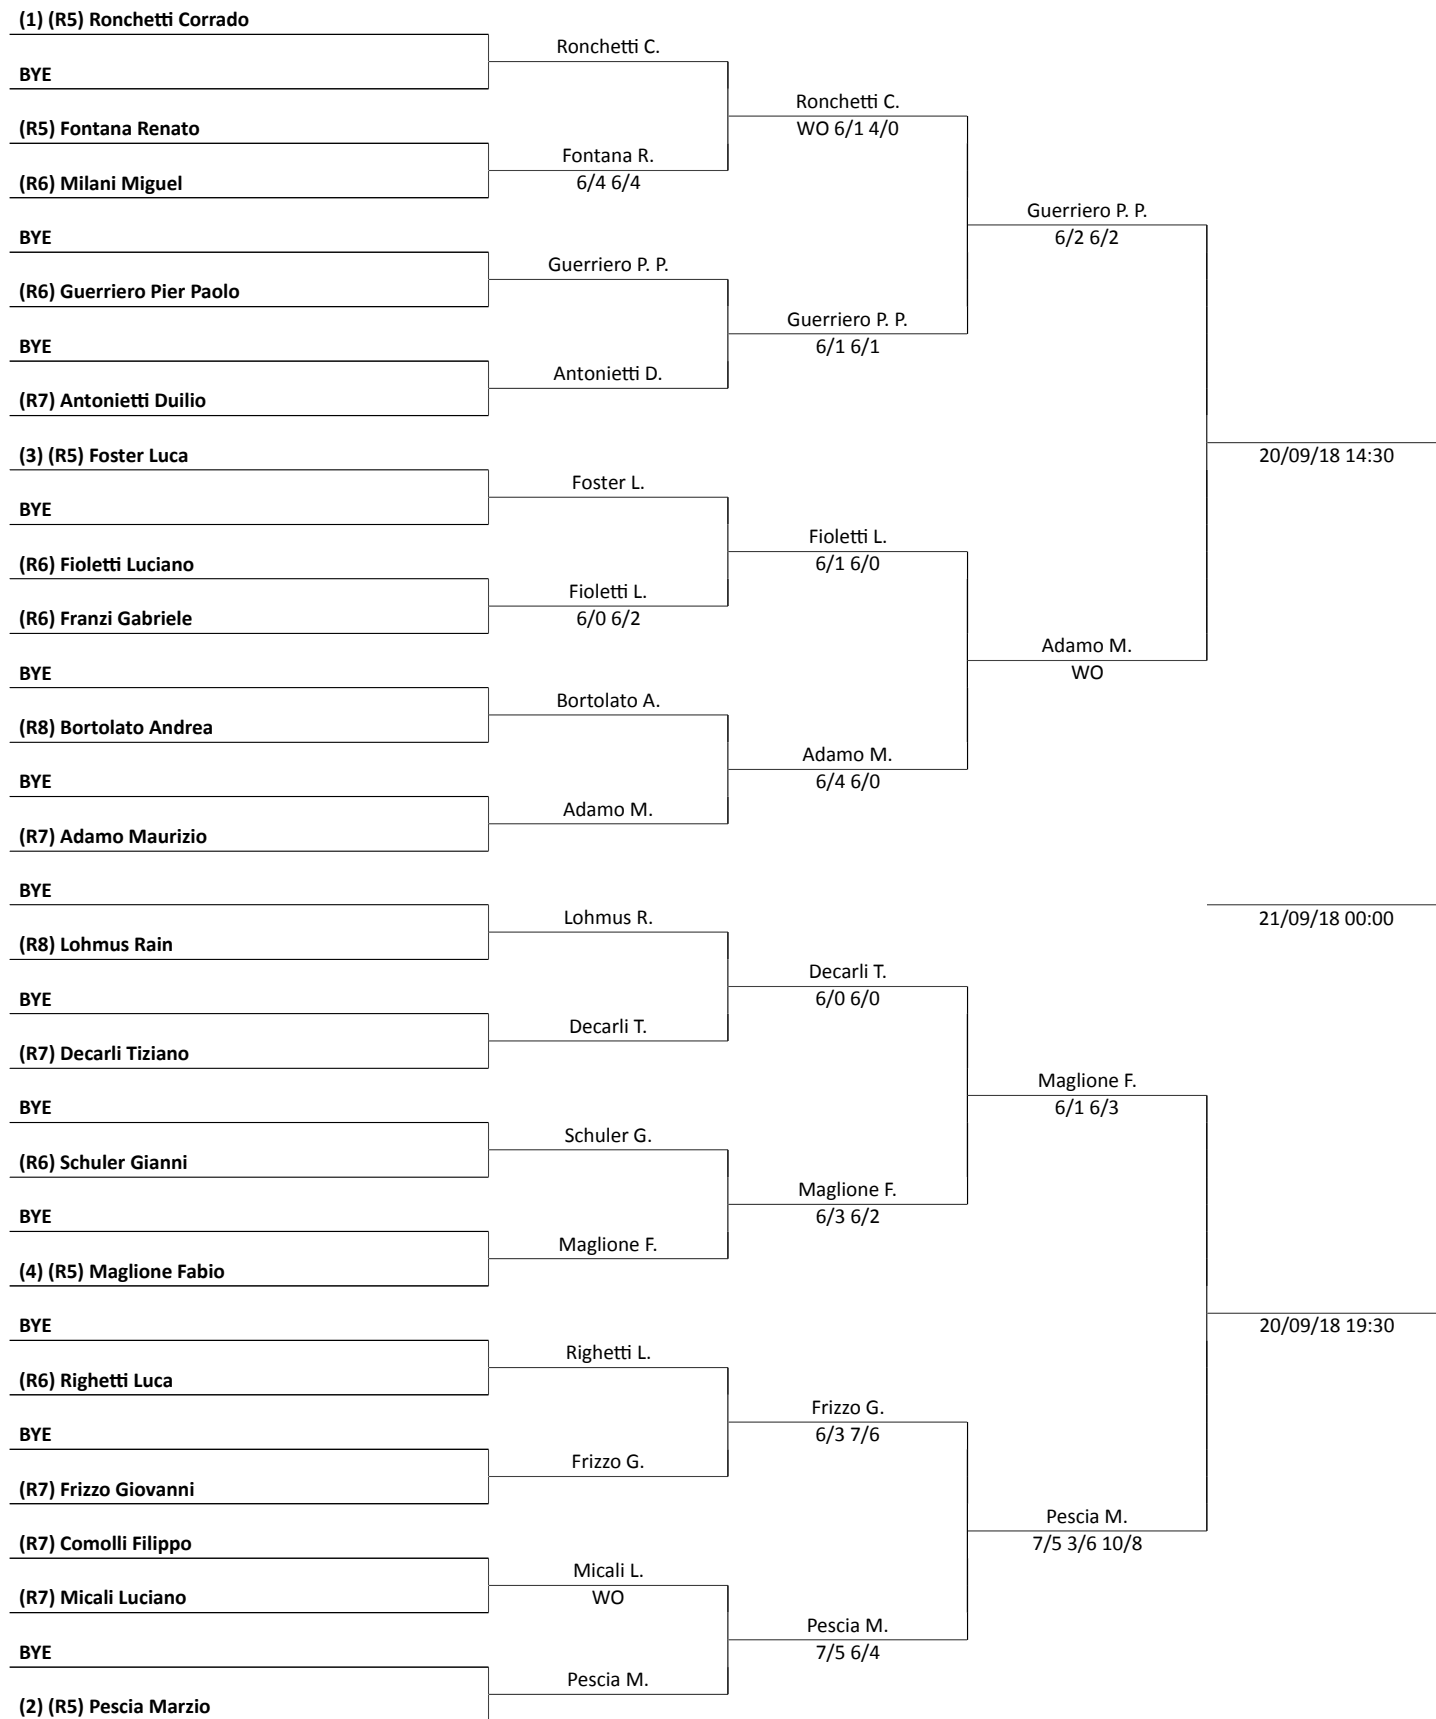 (1) (R5) Ronchetti Corrado
Ronchetti C.
BYE
Ronchetti C.
WO 6/1 4/0
(R5) Fontana Renato
Fontana R.
6/4 6/4
(R6) Milani Miguel
Guerriero P. P.
6/2 6/2
BYE
Guerriero P. P.
(R6) Guerriero Pier Paolo
Guerriero P. P.
6/1 6/1
BYE
Antonietti D.
(R7) Antonietti Duilio
(3) (R5) Foster Luca
20/09/18 14:30
Foster L.
BYE
Fioletti L.
6/1 6/0
(R6) Fioletti Luciano
Fioletti L.
6/0 6/2
(R6) Franzi Gabriele
Adamo M.
WO
BYE
Bortolato A.
(R8) Bortolato Andrea
Adamo M.
6/4 6/0
BYE
Adamo M.
(R7) Adamo Maurizio
BYE
Lohmus R.
21/09/18 00:00
(R8) Lohmus Rain
Decarli T.
6/0 6/0
BYE
Decarli T.
(R7) Decarli Tiziano
Maglione F.
6/1 6/3
BYE
Schuler G.
(R6) Schuler Gianni
Maglione F.
6/3 6/2
BYE
Maglione F.
(4) (R5) Maglione Fabio
BYE
20/09/18 19:30
Righetti L.
(R6) Righetti Luca
Frizzo G.
6/3 7/6
BYE
Frizzo G.
(R7) Frizzo Giovanni
Pescia M.
7/5 3/6 10/8
(R7) Comolli Filippo
Micali L.
WO
(R7) Micali Luciano
Pescia M.
7/5 6/4
BYE
Pescia M.
(2) (R5) Pescia Marzio